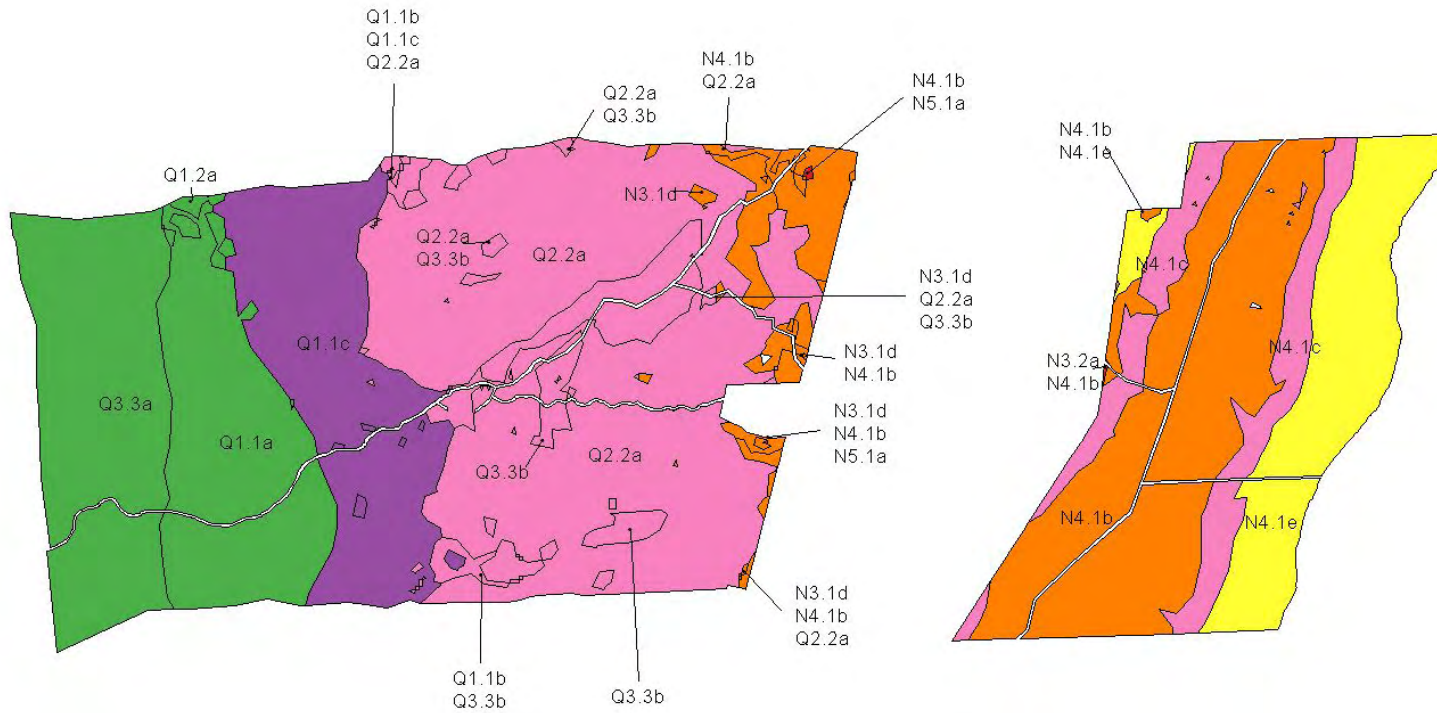 Q1.1b
Q1.1c
Q2.2a
N4.1b
Q2.2a
N4.1b
N5.1a
Q2.2a
Q3.3b
N4.1b
N4.1e
Q1.2a
N3.1d
Q2.2a
Q3.3b
Q2.2a
N4.1c
N3.1d
Q2.2a
Q3.3b
Q1.1c
N3.1d
N4.1b
N4.1c
N3.2a
N4.1b
Q3.3a
Q1.1a
N3.1d
N4.1b
N5.1a
Q3.3b
Q2.2a
N4.1b
N4.1e
N3.1d
N4.1b
Q2.2a
Q1.1b
Q3.3b
Q3.3b